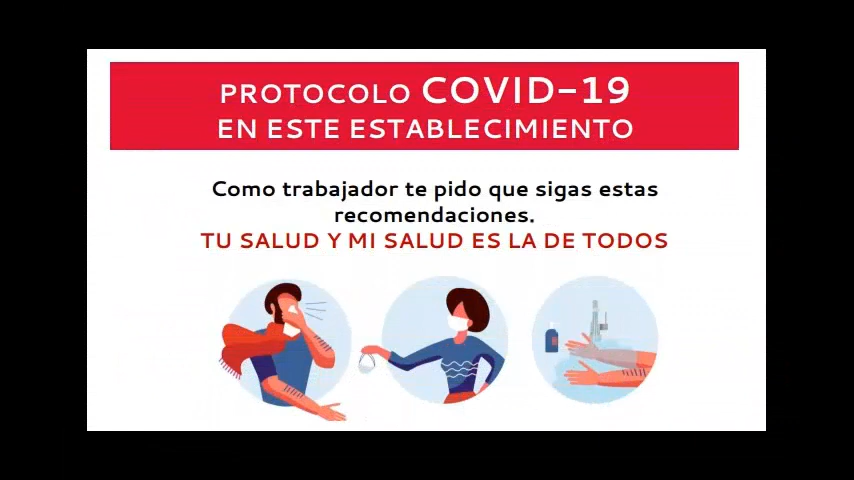 PROTOCOLO COVID-19
EN ESTE ESTABLECIMIENTO
Como trabajador te pido que sigas estas
recomendaciones.
TU SALUD Y MI SALUD ES LA DE TODOS